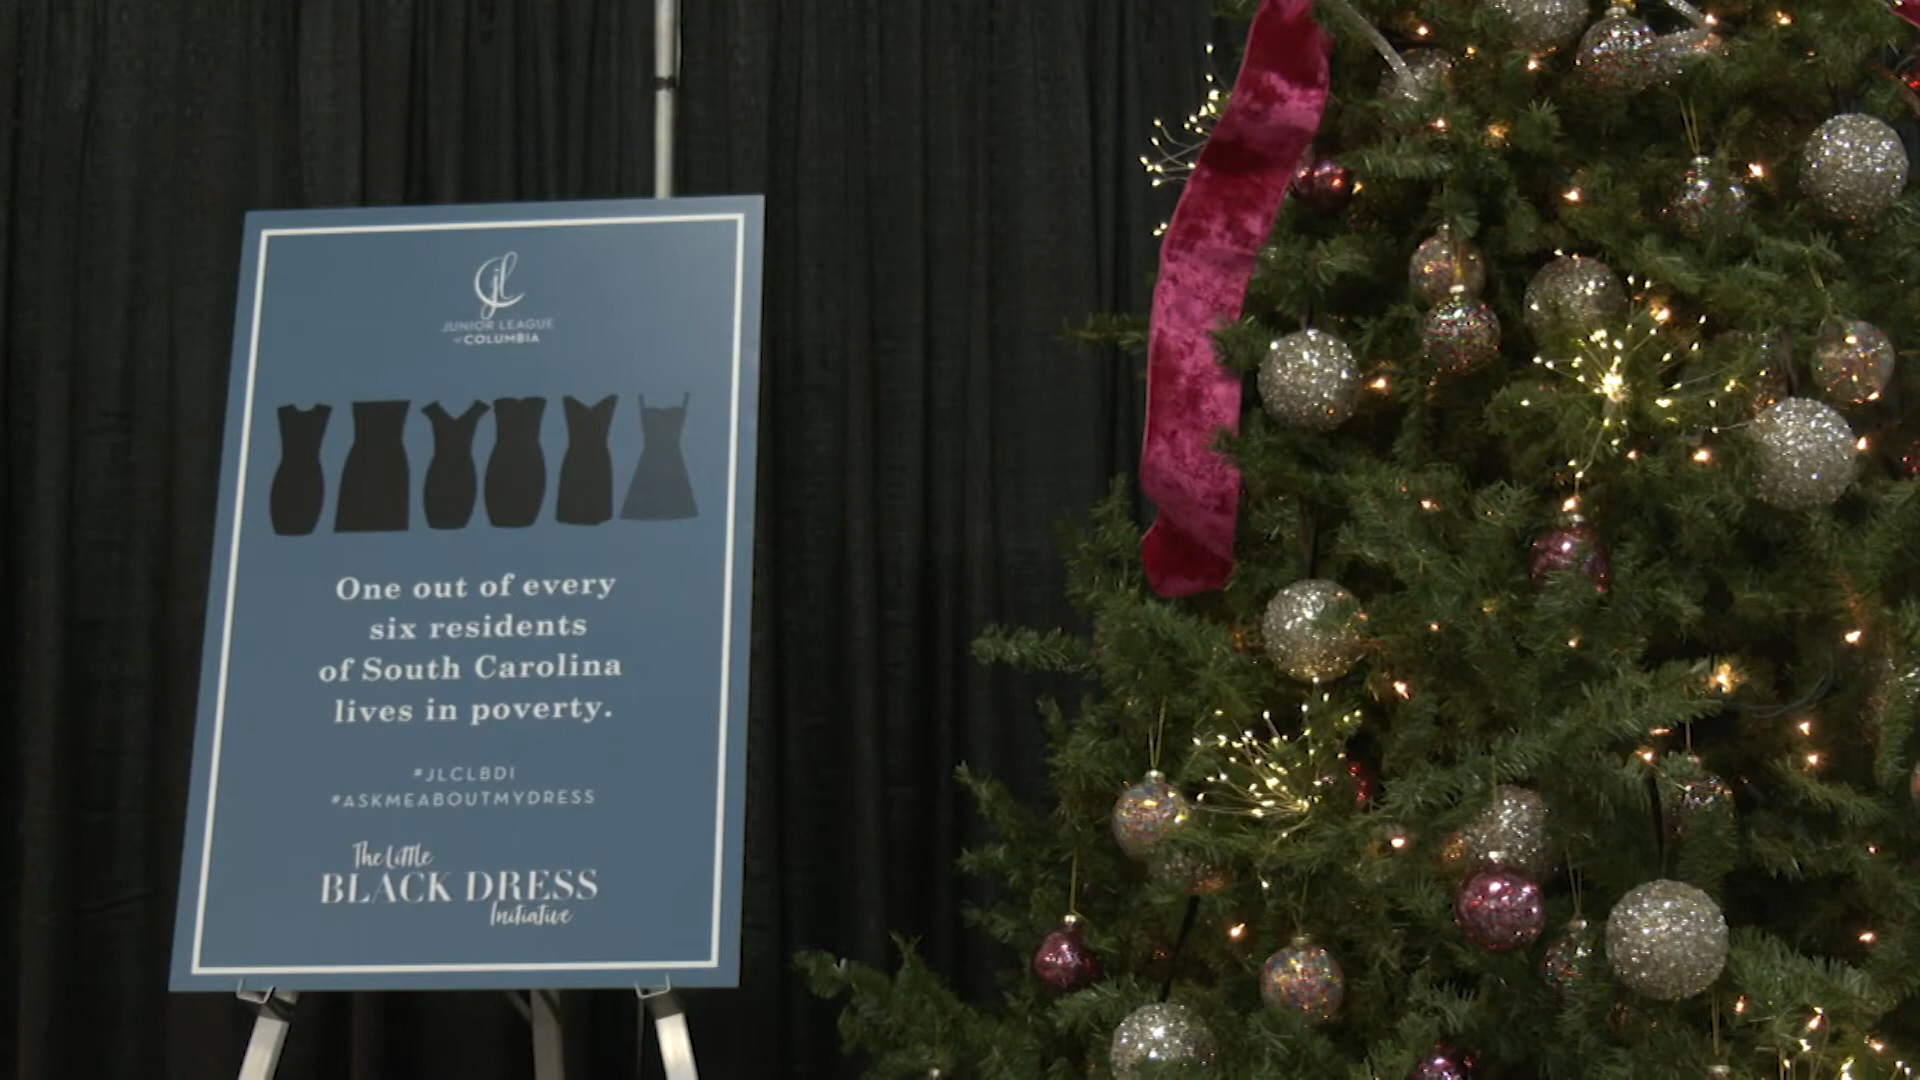 jl
JUNIOR LEAGUE
of COLUMBIA
One out of every
six residents
of South Carolina
lives in poverty.
#JLCLBDI
#ASKMEABOUTMYDRESS
The Little
BLACK DRESS
Initiative